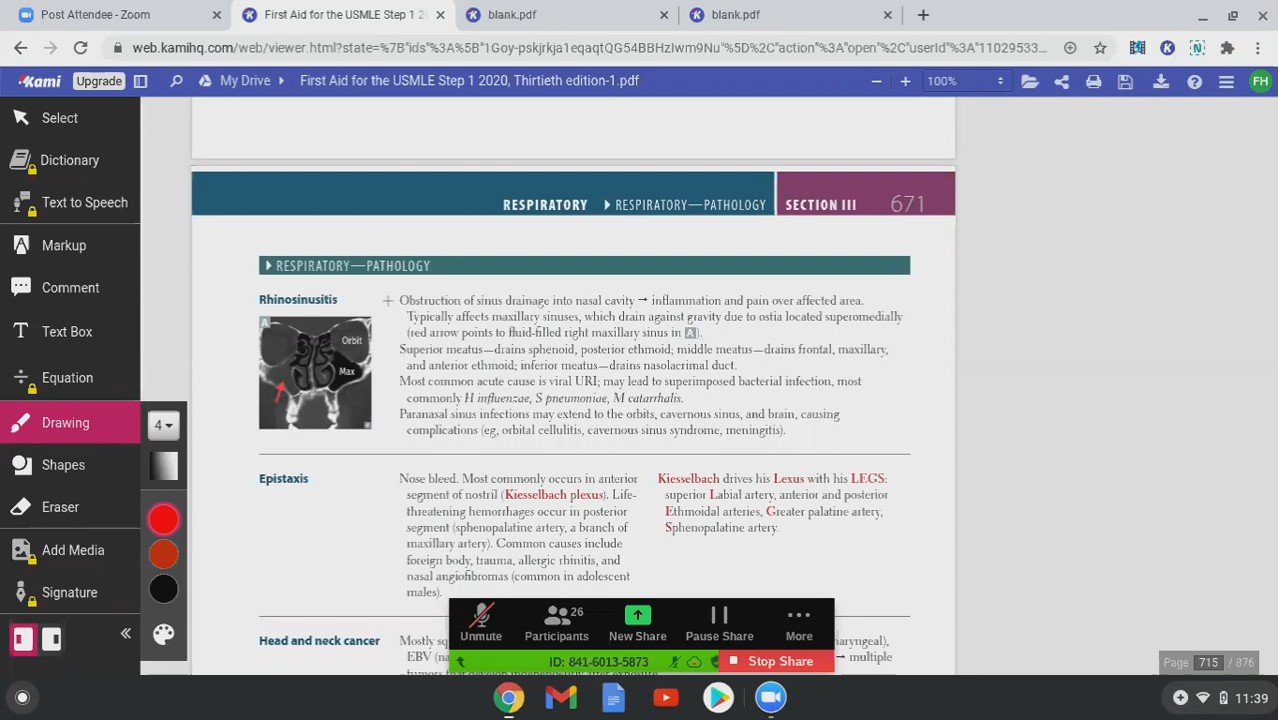 Post Attendee - Zoom
First Aid for the USMLE Step 1 2
blank.pdf
blank.pdf
web.kamihq.com/web/viewer.html?state=%7B"ids"%3A%5B"1Goy-pskjrkja1eqaqtQG54BBHzIwm9Nu"%5D%2C"action"%3A"open"%2C"userId"%3A"11029533...
Kami
Upgrade
My Drive
First Aid for the USMLE Step 1 2020, Thirtieth edition-1.pdf
100%
FH
Select
Dictionary
Text to Speech
Markup
Comment
Text Box
Equation
Drawing
Shapes
Eraser
Add Media
Signature
4
RESPIRATORY RESPIRATORY—PATHOLOGY SECTION III 671
RESPIRATORY—PATHOLOGY
Rhinosinusitis
A
Orbit
Max
Obstruction of sinus drainage into nasal cavity → inflammation and pain over affected area.
Typically affects maxillary sinuses, which drain against gravity due to ostia located superomedially
(red arrow points to fluid-filled right maxillary sinus in A).
Superior meatus—drains sphenoid, posterior ethmoid; middle meatus—drains frontal, maxillary,
and anterior ethmoid; inferior meatus—drains nasolacrimal duct.
Most common acute cause is viral URI; may lead to superimposed bacterial infection, most
commonly H influenzae, S pneumoniae, M catarrhalis.
Paranasal sinus infections may extend to the orbits, cavernous sinus, and brain, causing
complications (eg, orbital cellulitis, cavernous sinus syndrome, meningitis).
Epistaxis
Nose bleed. Most commonly occurs in anterior
segment of nostril (Kiesselbach plexus). Life-
threatening hemorrhages occur in posterior
segment (sphenopalatine artery, a branch of
maxillary artery). Common causes include
foreign body, trauma, allergic rhinitis, and
nasal angiofibromas (common in adolescent
males).
Kiesselbach drives his Lexus with his LEGS:
superior Labial artery, anterior and posterior
Ethmoidal arteries, Greater palatine artery,
Sphenopalatine artery.
Head and neck cancer
Mostly sq
EBV (na
→ multiple
26
Unmute
Participants
New Share
Pause Share
More
ID: 841-6013-5873
Stop Share
Page 715 / 876
11:39